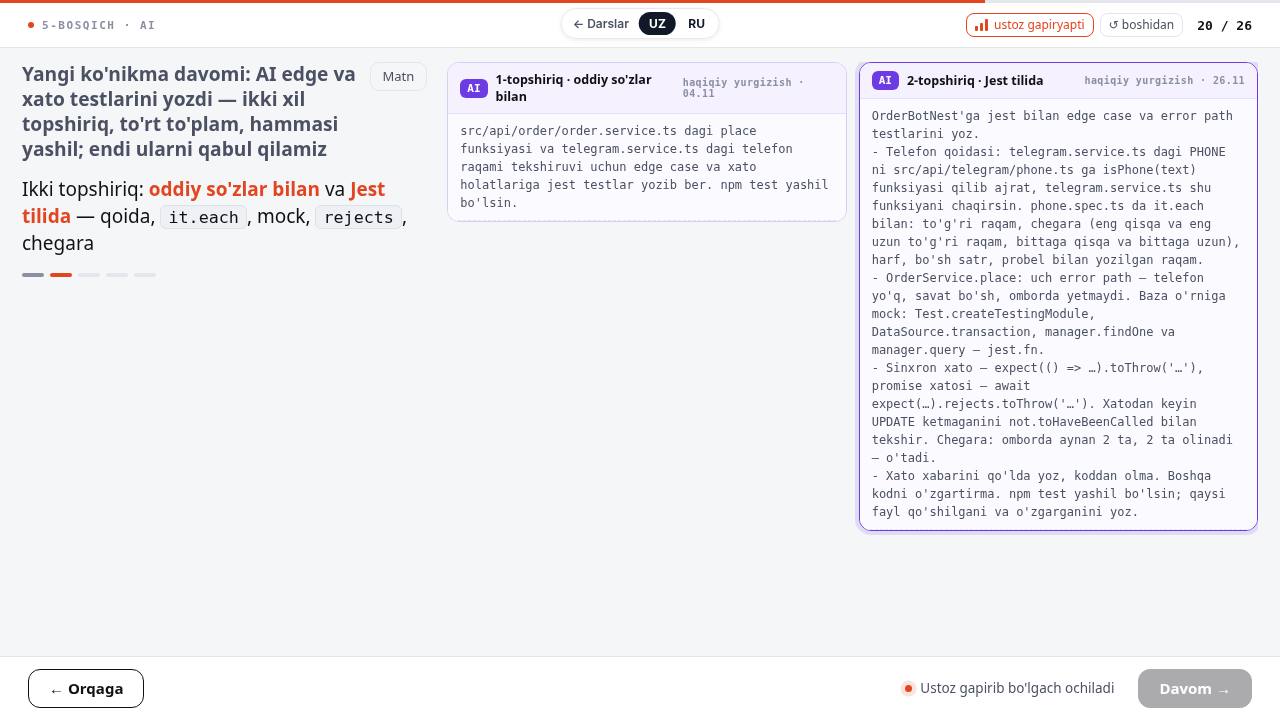 5-BOSQICH · AI
← Darslar UZ RU
ustoz gapiryapti
↺ boshidan
20 / 26
Yangi ko'nikma davomi: AI edge va
xato testlarini yozdi — ikki xil
topshiriq, to'rt to'plam, hammasi
yashil; endi ularni qabul qilamiz
Matn
Ikki topshiriq: oddiy so'zlar bilan va Jest
tilida — qoida, it.each, mock, rejects,
chegara
AI
1-topshiriq · oddiy so'zlar
bilan
haqiqiy yurgizish ·
04.11
src/api/order/order.service.ts dagi place
funksiyasi va telegram.service.ts dagi telefon
raqami tekshiruvi uchun edge case va xato
holatlariga jest testlar yozib ber. npm test yashil
bo'lsin.
AI
2-topshiriq · Jest tilida
haqiqiy yurgizish · 26.11
OrderBotNest'ga jest bilan edge case va error path
testlarini yoz.
- Telefon qoidasi: telegram.service.ts dagi PHONE
ni src/api/telegram/phone.ts ga isPhone(text)
funksiyasi qilib ajrat, telegram.service.ts shu
funksiyani chaqirsin. phone.spec.ts da it.each
bilan: to'g'ri raqam, chegara (eng qisqa va eng
uzun to'g'ri raqam, bittaga qisqa va bittaga uzun),
harf, bo'sh satr, probel bilan yozilgan raqam.
- OrderService.place: uch error path — telefon
yo'q, savat bo'sh, omborda yetmaydi. Baza o'rniga
mock: Test.createTestingModule,
DataSource.transaction, manager.findOne va
manager.query — jest.fn.
- Sinxron xato — expect(() => …).toThrow('…'),
promise xatosi — await
expect(…).rejects.toThrow('…'). Xatodan keyin
UPDATE ketmaganini not.toHaveBeenCalled bilan
tekshir. Chegara: omborda aynan 2 ta, 2 ta olinadi
— o'tadi.
- Xato xabarini qo'lda yoz, koddan olma. Boshqa
kodni o'zgartirma. npm test yashil bo'lsin; qaysi
fayl qo'shilgani va o'zgarganini yoz.
← Orqaga
Ustoz gapirib bo'lgach ochiladi
Davom →